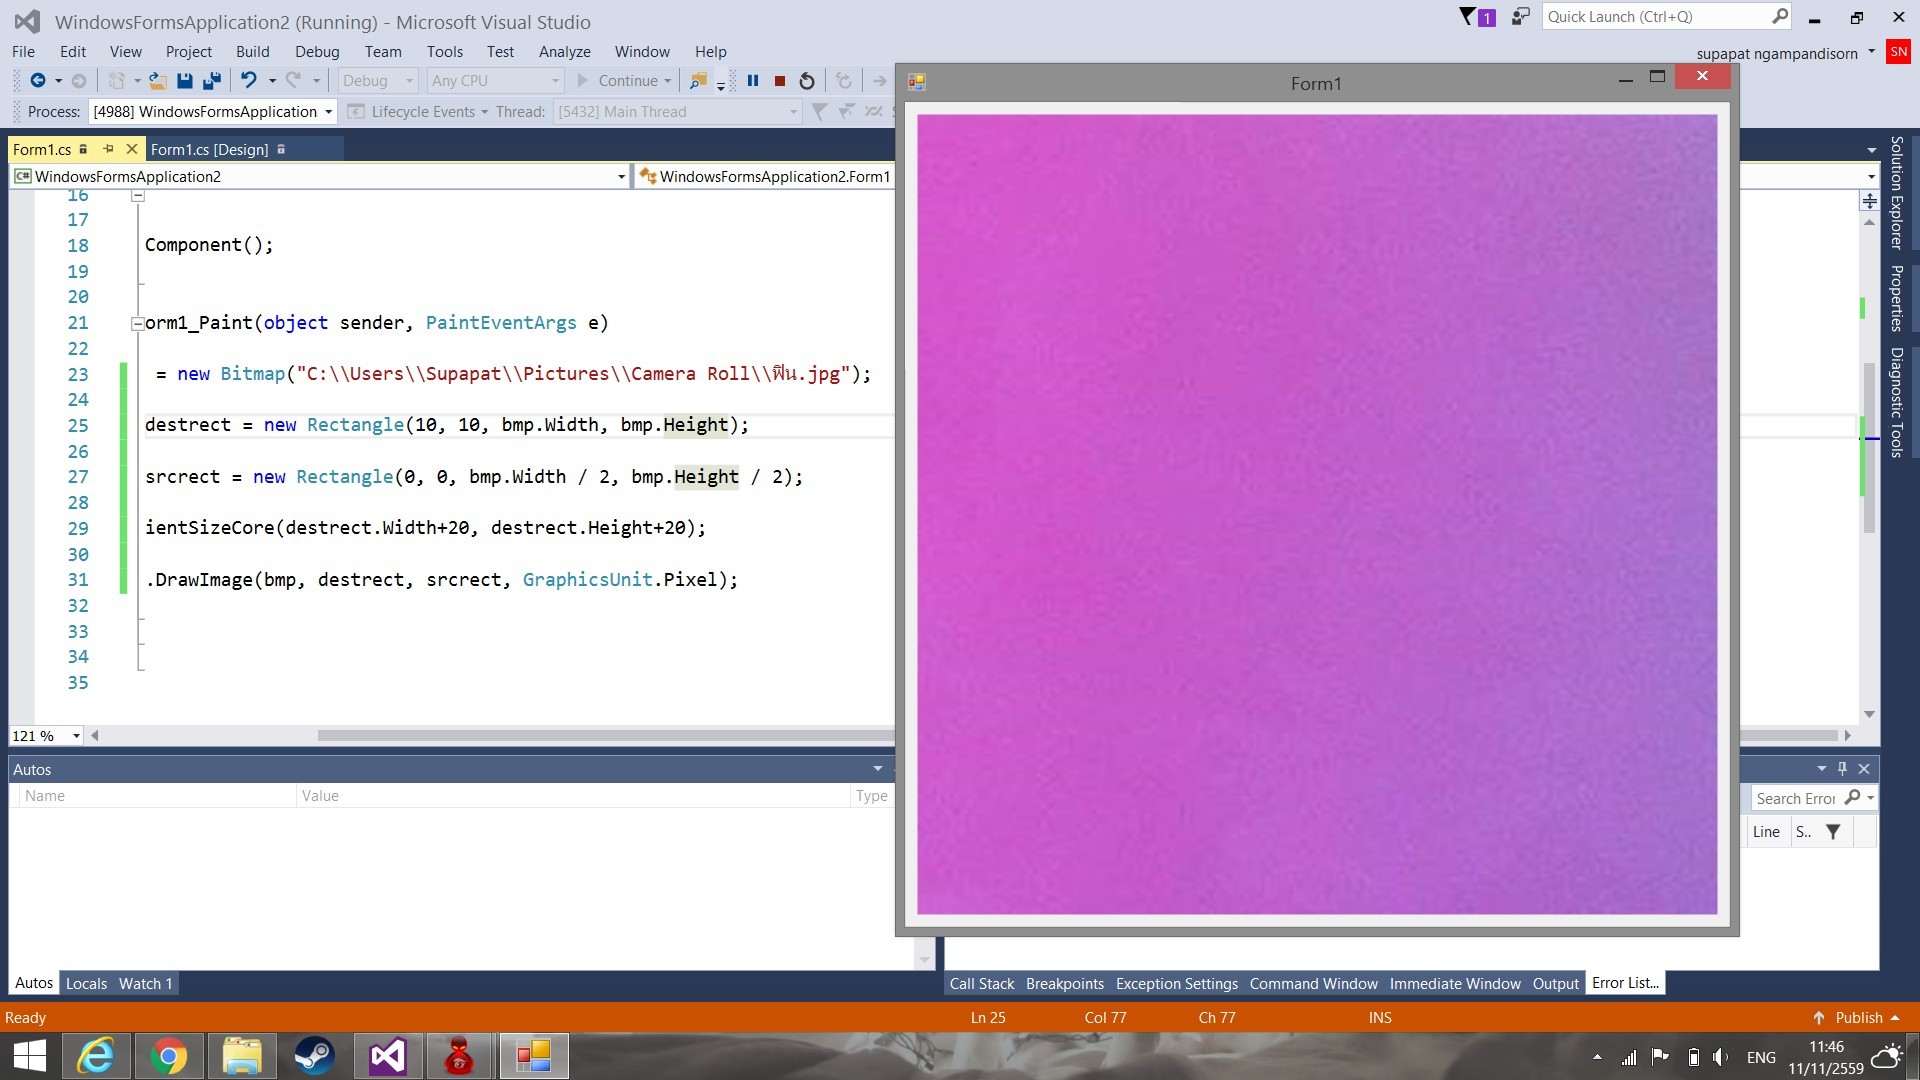 WindowsFormsApplication2 (Running) - Microsoft Visual Studio
1
Quick Launch (Ctrl+Q)
File Edit View Project Build Debug Team Tools Test Analyze Window Help
supapat ngampandisorn
SN
Debug Any CPU Continue
Process: [4988] WindowsFormsApplication Lifecycle Events Thread: [5432] Main Thread
Form1.cs Form1.cs [Design]
WindowsFormsApplication2 WindowsFormsApplication2.Form1
16
17
18 Component();
19
20
21 orm1_Paint(object sender, PaintEventArgs e)
22
23 = new Bitmap("C:\\Users\\Supapat\\Pictures\\Camera Roll\\ฟิน.jpg");
24
25 destrect = new Rectangle(10, 10, bmp.Width, bmp.Height);
26
27 srcrect = new Rectangle(0, 0, bmp.Width / 2, bmp.Height / 2);
28
29 ientSizeCore(destrect.Width+20, destrect.Height+20);
30
31 .DrawImage(bmp, destrect, srcrect, GraphicsUnit.Pixel);
32
33
34
35
121 %
Form1
Solution Explorer
Properties
Diagnostic Tools
Autos
Name Value Type
Search Error
Line S..
Autos Locals Watch 1
Call Stack Breakpoints Exception Settings Command Window Immediate Window Output Error List...
Ready Ln 25 Col 77 Ch 77 INS Publish
ENG
11:46
11/11/2559